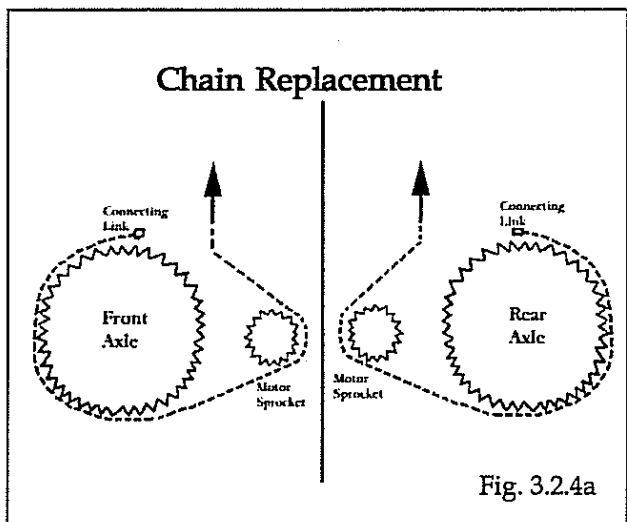 Chain Replacement
Connecting
Link
Front
Axle
Motor
Sprocket
Connecting
Link
Rear
Axle
Motor
Sprocket
Fig. 3.2.4a